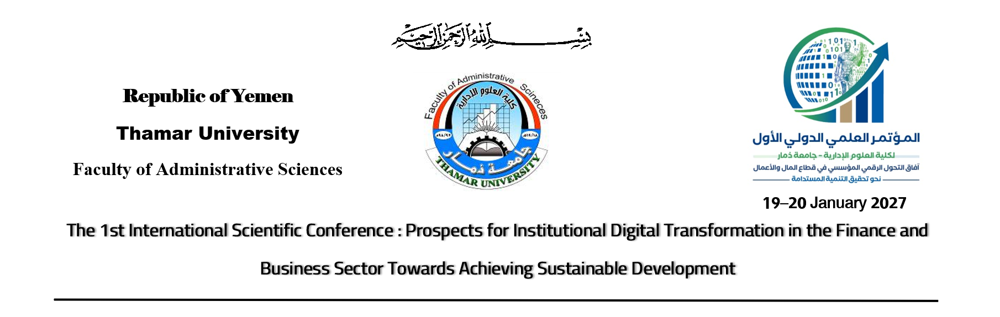 بسم الله الرحمن الرحيم
Republic of Yemen
Thamar University
Faculty of Administrative Sciences
Faculty of Administrative Scineces
كلية العلوم الإدارية
جامعة ذمار
THAMAR UNIVERSITY
المؤتمر العلمي الدولي الأول
لكلية العلوم الإدارية - جامعة ذمار
آفاق التحول الرقمي المؤسسي في قطاع المال والأعمال
نحو تحقيق التنمية المستدامة
19–20 January 2027
The 1st International Scientific Conference : Prospects for Institutional Digital Transformation in the Finance and
Business Sector Towards Achieving Sustainable Development